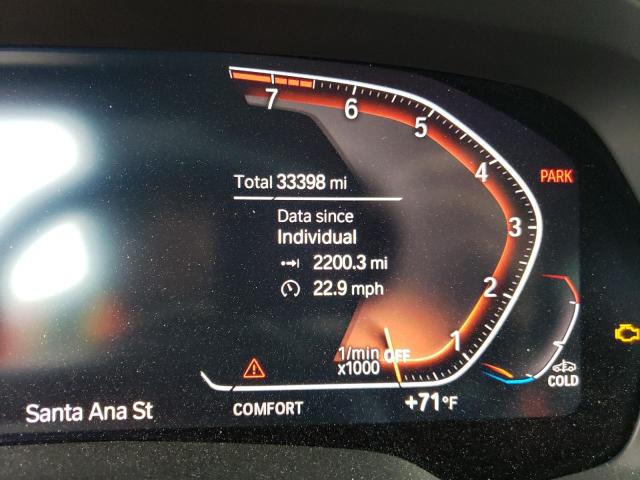 7
6
5
4
3
2
1
PARK
Total 33398 mi
Data since
Individual
2200.3 mi
22.9 mph
1/min
x1000
OFF
COLD
Santa Ana St
COMFORT
+71°F